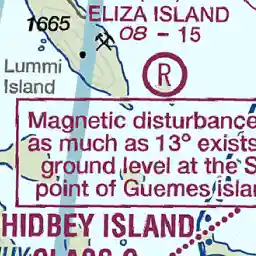 ELIZA ISLAND
1665
08 - 15
Lummi
Island
R
Magnetic disturbance
as much as 13° exists
ground level at the S
point of Guemes islan
HIDBEY ISLAND
CLASS C